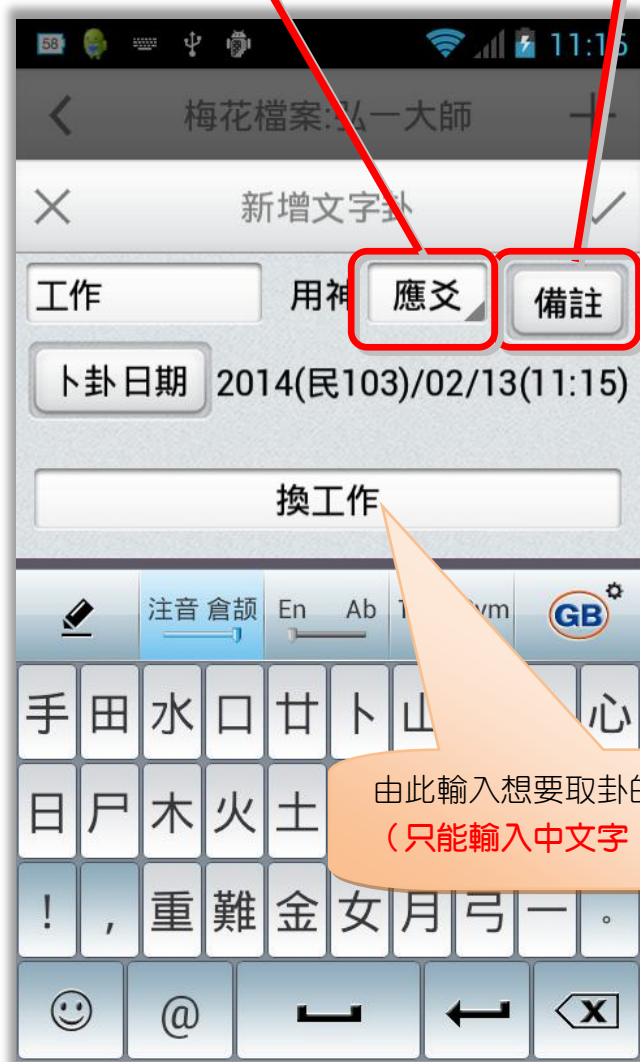 58 11:15
梅花檔案:弘一大師
新增文字卦
工作 用神 應爻 備註
卜卦日期 2014(民103)/02/13(11:15)
換工作
注音 倉頡 En Ab GB
手 田 水 口 廿 卜 山 心
日 尸 木 火 土
由此輸入想要取卦的
（只能輸入中文字
! , 重 難 金 女 月 弓 一 。
@